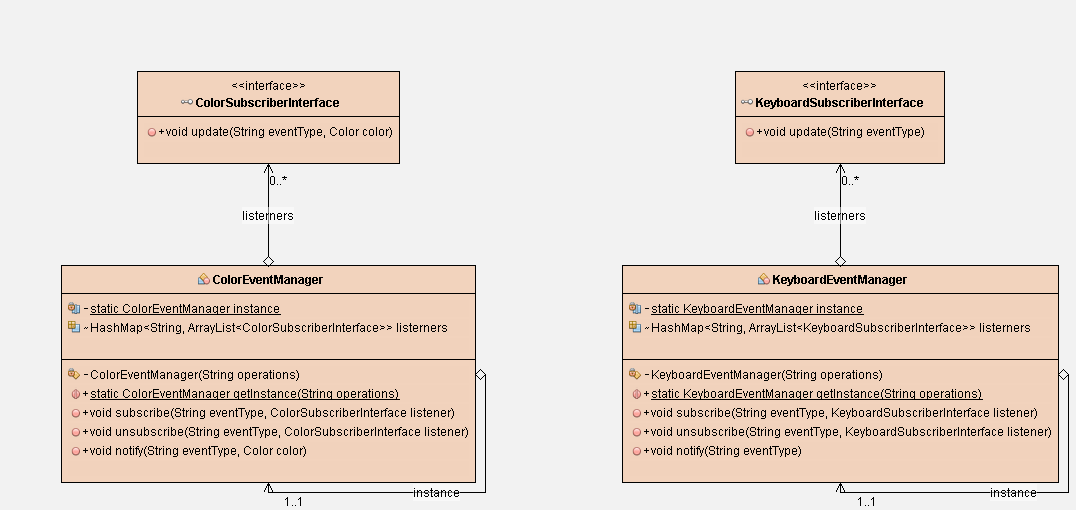 <<interface>>
ColorSubscriberInterface
+void update(String eventType, Color color)
0..*
listerners
ColorEventManager
-static ColorEventManager instance
~HashMap<String, ArrayList<ColorSubscriberInterface>> listerners
-ColorEventManager(String operations)
+static ColorEventManager getInstance(String operations)
+void subscribe(String eventType, ColorSubscriberInterface listener)
+void unsubscribe(String eventType, ColorSubscriberInterface listener)
+void notify(String eventType, Color color)
instance
1..1
<<interface>>
KeyboardSubscriberInterface
+void update(String eventType)
0..*
listerners
KeyboardEventManager
-static KeyboardEventManager instance
~HashMap<String, ArrayList<KeyboardSubscriberInterface>> listerners
-KeyboardEventManager(String operations)
+static KeyboardEventManager getInstance(String operations)
+void subscribe(String eventType, KeyboardSubscriberInterface listener)
+void unsubscribe(String eventType, KeyboardSubscriberInterface listener)
+void notify(String eventType)
instance
1..1